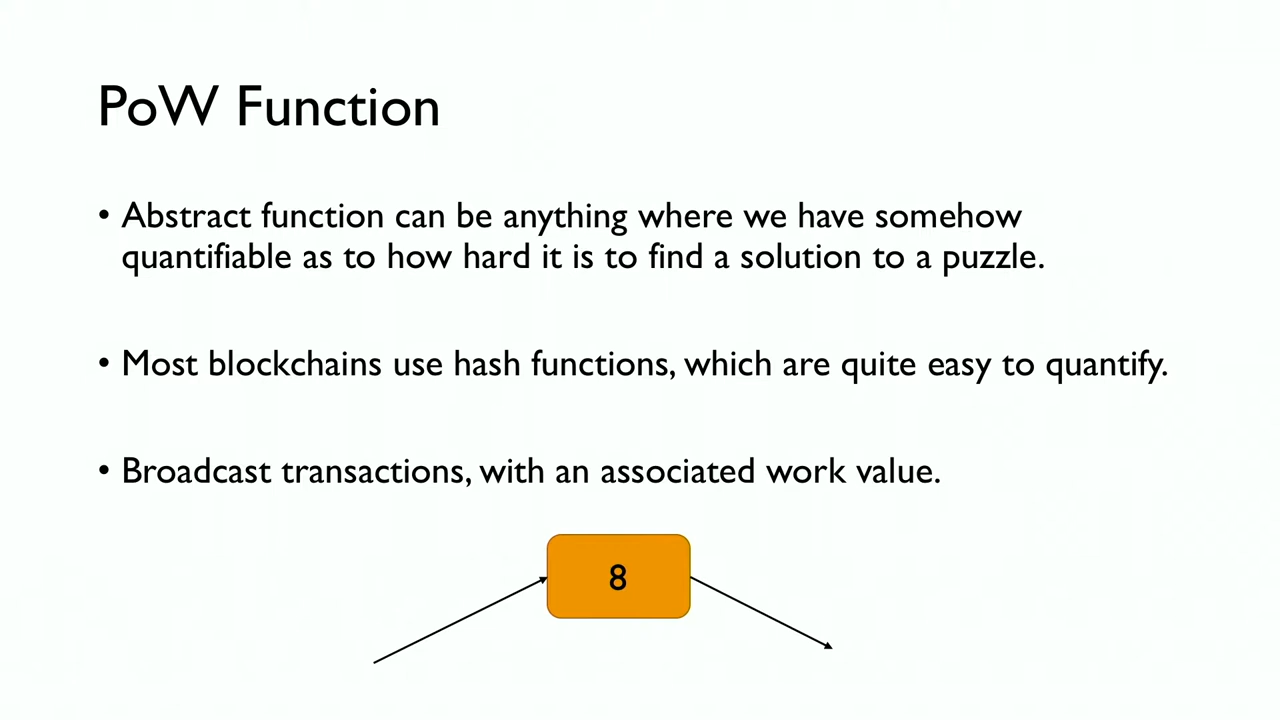 PoW Function
• Abstract function can be anything where we have somehow
quantifiable as to how hard it is to find a solution to a puzzle.
• Most blockchains use hash functions, which are quite easy to quantify.
• Broadcast transactions, with an associated work value.
8